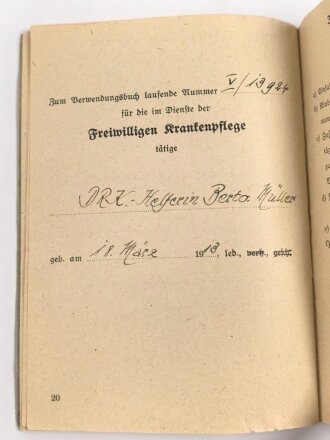 Zum Verwendungsbuch laufende Nummer V/13924
für die im Dienste der
Freiwilligen Krankenpflege
tätige
DRK.-Helferin Berta Müller
geb. am 18. März 1913, led., verh., gesch.
20